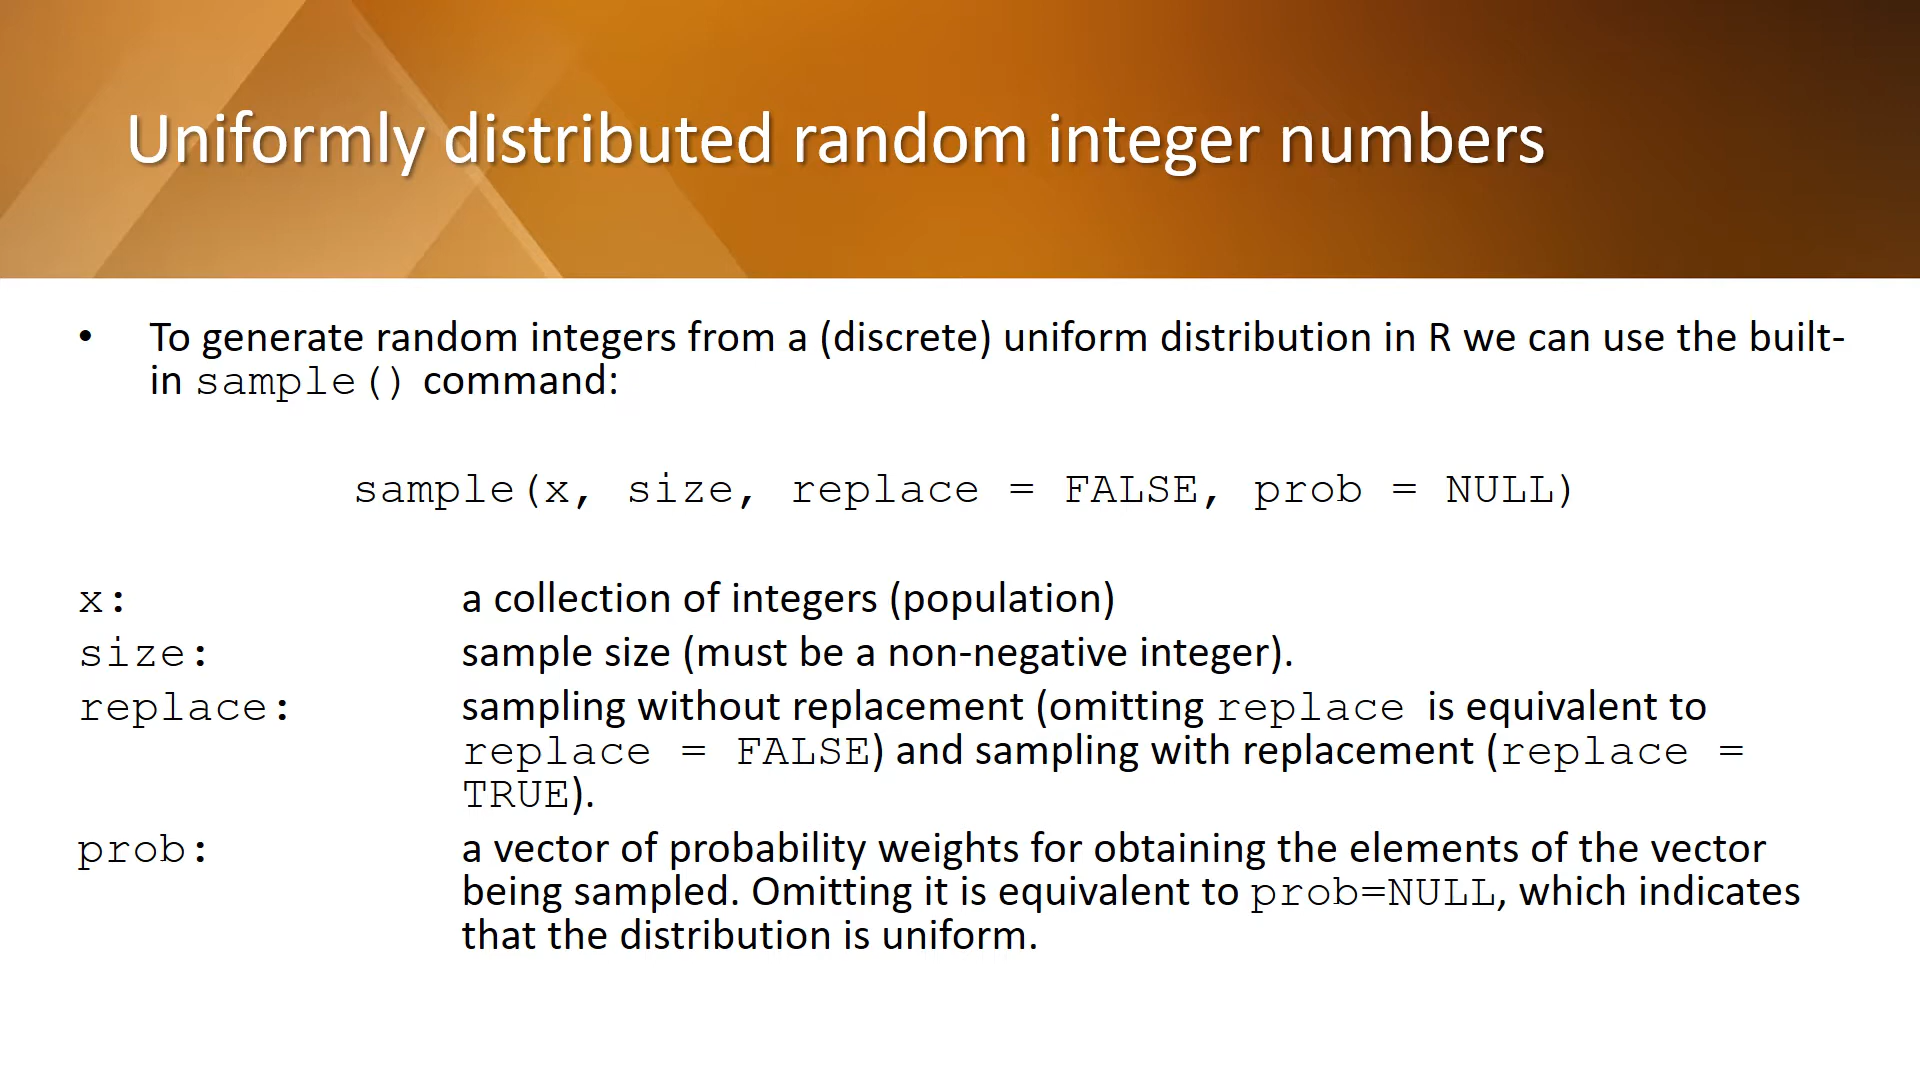 Uniformly distributed random integer numbers
• To generate random integers from a (discrete) uniform distribution in R we can use the built-
in sample() command:
sample(x, size, replace = FALSE, prob = NULL)
x: a collection of integers (population)
size: sample size (must be a non-negative integer).
replace: sampling without replacement (omitting replace is equivalent to
replace = FALSE) and sampling with replacement (replace =
TRUE).
prob: a vector of probability weights for obtaining the elements of the vector
being sampled. Omitting it is equivalent to prob=NULL, which indicates
that the distribution is uniform.